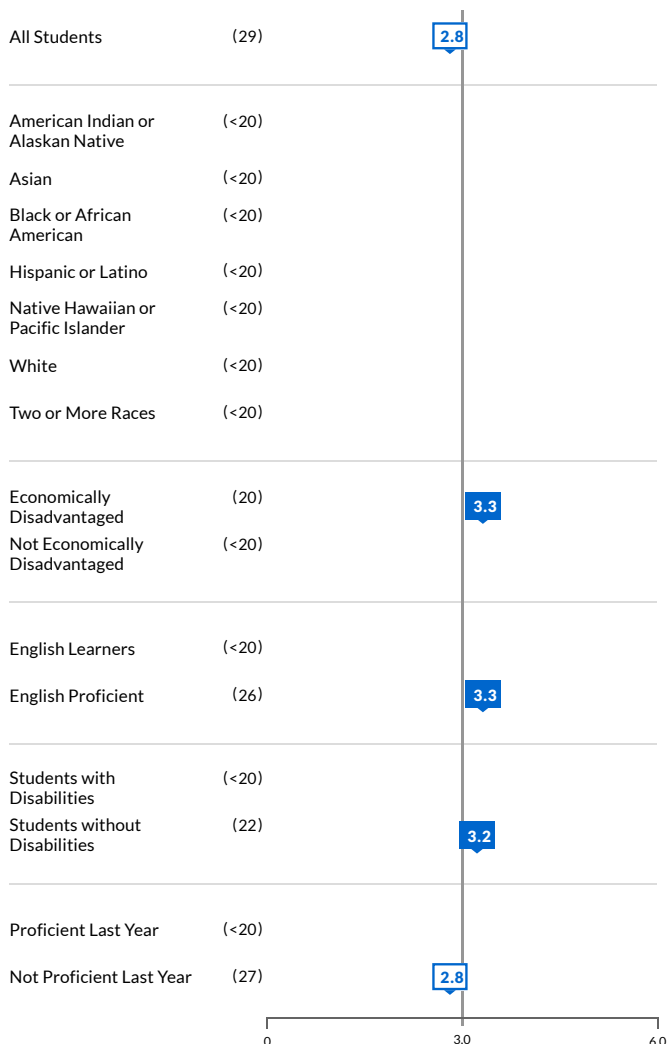 All Students (29) 2.8
American Indian or (<20)
Alaskan Native
Asian (<20)
Black or African (<20)
American
Hispanic or Latino (<20)
Native Hawaiian or (<20)
Pacific Islander
White (<20)
Two or More Races (<20)
Economically (20) 3.3
Disadvantaged
Not Economically (<20)
Disadvantaged
English Learners (<20)
English Proficient (26) 3.3
Students with (<20)
Disabilities
Students without (22) 3.2
Disabilities
Proficient Last Year (<20)
Not Proficient Last Year (27) 2.8
0 3.0 6.0